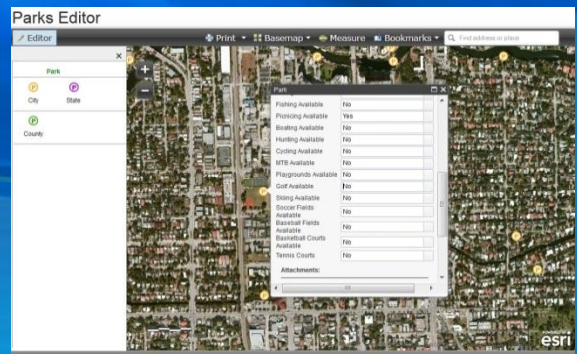 Parks Editor
Editor
Print
Basemap
Measure
Bookmarks
Find address or place
Park
City
State
County
Park
Fishing Available No
Picnicing Available Yes
Boating Available No
Hunting Available No
Cycling Available No
MTB Available No
Playgrounds Available No
Golf Available No
Skiing Available No
Soccer Fields
Available No
Baseball Fields
Available No
Basketball Courts
Available No
Tennis Courts No
Attachments:
esri